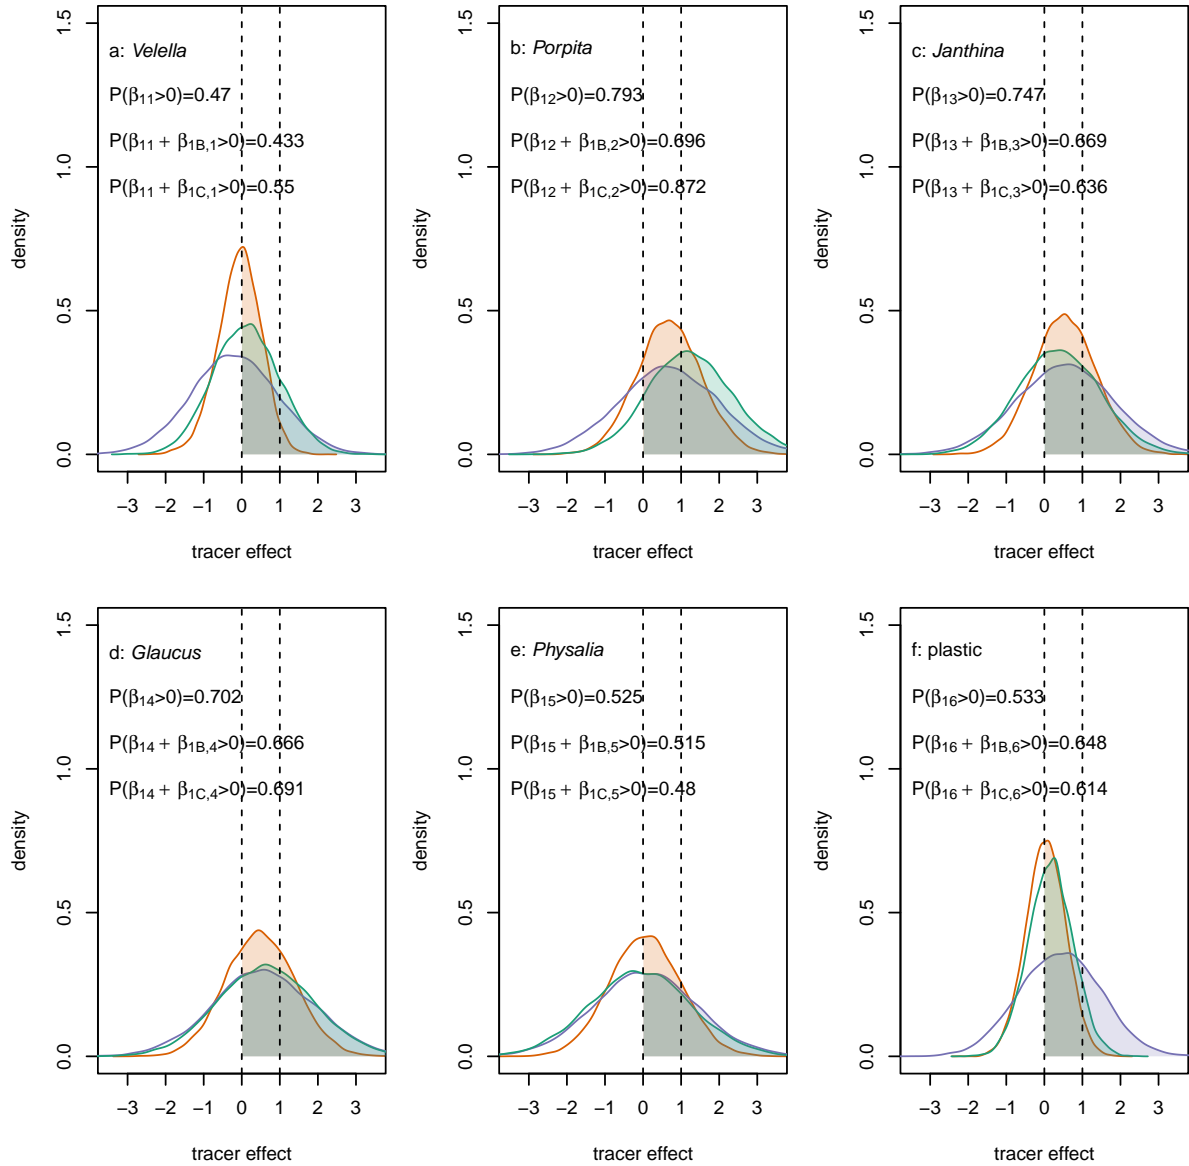 a: Velella
P(β11>0)=0.47
P(β11 + β1B,1>0)=0.433
P(β11 + β1C,1>0)=0.55
density
0.0 0.5 1.0 1.5
−3 −2 −1 0 1 2 3
tracer effect
b: Porpita
P(β12>0)=0.793
P(β12 + β1B,2>0)=0.696
P(β12 + β1C,2>0)=0.872
density
0.0 0.5 1.0 1.5
−3 −2 −1 0 1 2 3
tracer effect
c: Janthina
P(β13>0)=0.747
P(β13 + β1B,3>0)=0.669
P(β13 + β1C,3>0)=0.636
density
0.0 0.5 1.0 1.5
−3 −2 −1 0 1 2 3
tracer effect
d: Glaucus
P(β14>0)=0.702
P(β14 + β1B,4>0)=0.666
P(β14 + β1C,4>0)=0.691
density
0.0 0.5 1.0 1.5
−3 −2 −1 0 1 2 3
tracer effect
e: Physalia
P(β15>0)=0.525
P(β15 + β1B,5>0)=0.515
P(β15 + β1C,5>0)=0.48
density
0.0 0.5 1.0 1.5
−3 −2 −1 0 1 2 3
tracer effect
f: plastic
P(β16>0)=0.533
P(β16 + β1B,6>0)=0.648
P(β16 + β1C,6>0)=0.614
density
0.0 0.5 1.0 1.5
−3 −2 −1 0 1 2 3
tracer effect